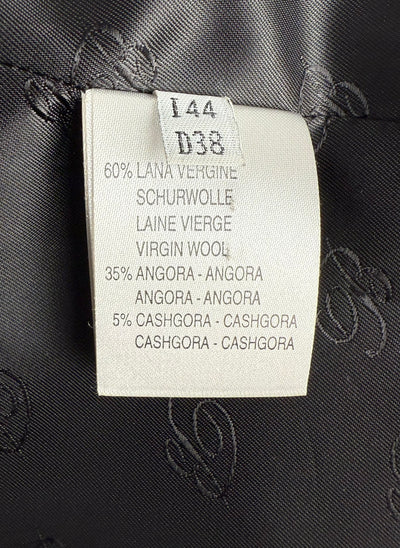 I44
D38
60% LANA VERGINE
SCHURWOLLE
LAINE VIERGE
VIRGIN WOOL
35% ANGORA - ANGORA
ANGORA - ANGORA
5% CASHGORA - CASHGORA
CASHGORA - CASHGORA